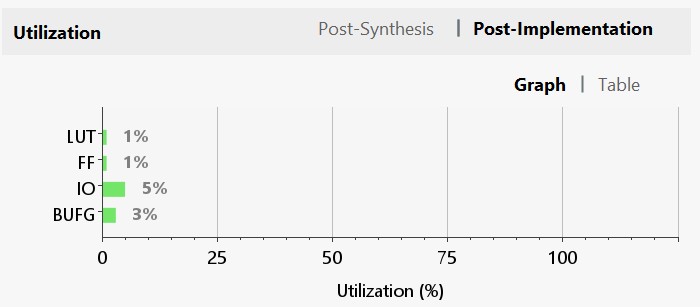 Utilization Post-Synthesis | Post-Implementation
Graph | Table
LUT 1%
FF 1%
IO 5%
BUFG 3%
0 25 50 75 100
Utilization (%)